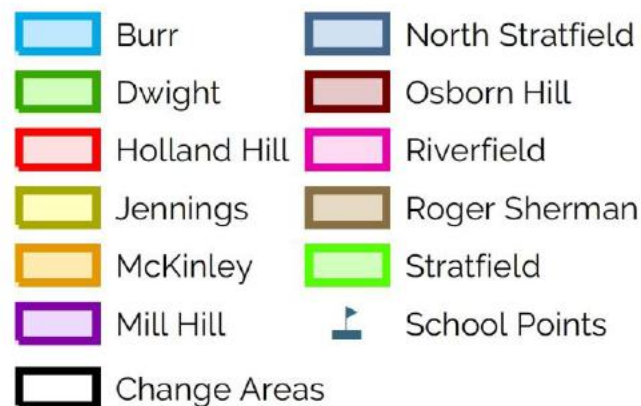 Burr
Dwight
Holland Hill
Jennings
McKinley
Mill Hill
Change Areas
North Stratfield
Osborn Hill
Riverfield
Roger Sherman
Stratfield
School Points